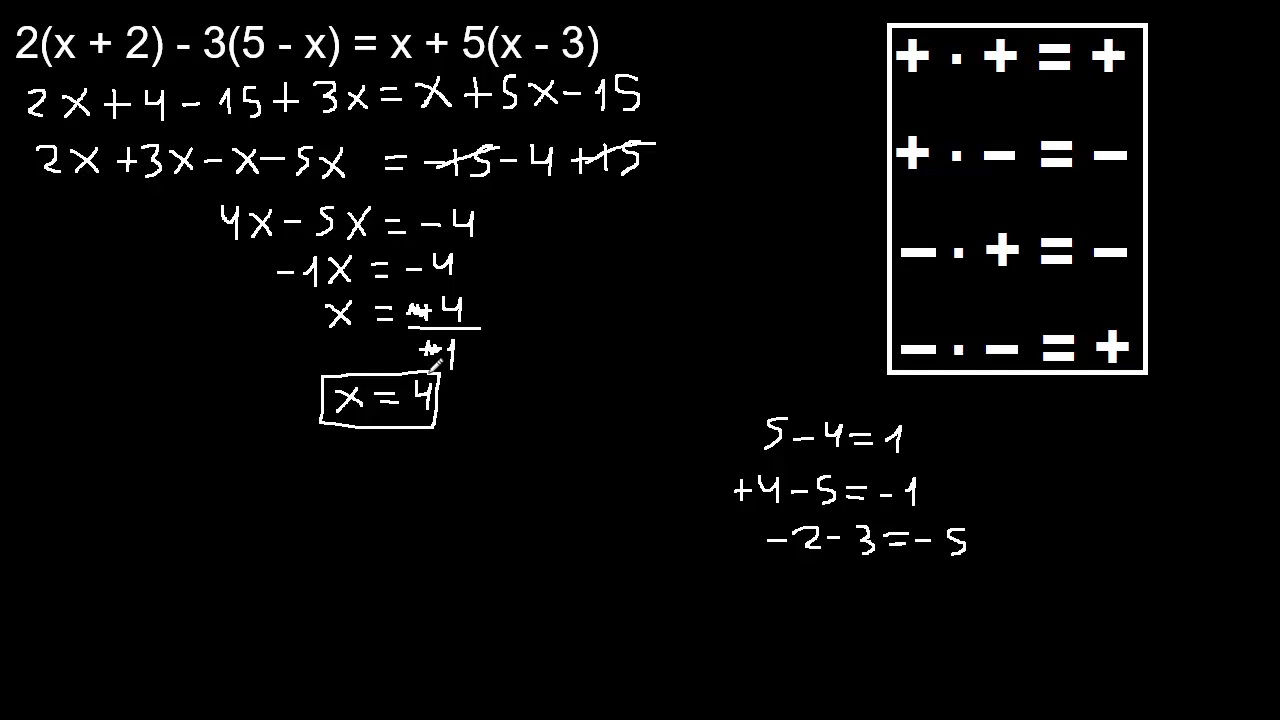 2(x + 2) - 3(5 - x) = x + 5(x - 3)
2x + 4 - 15 + 3x = x + 5x - 15
2x + 3x - x - 5x = -15 - 4 + 15
4x - 5x = -4
-1x = -4
x = -4
-1
x = 4
+ · + = +
+ · - = -
- · + = -
- · - = +
5 - 4 = 1
+4 - 5 = -1
-2 - 3 = -5